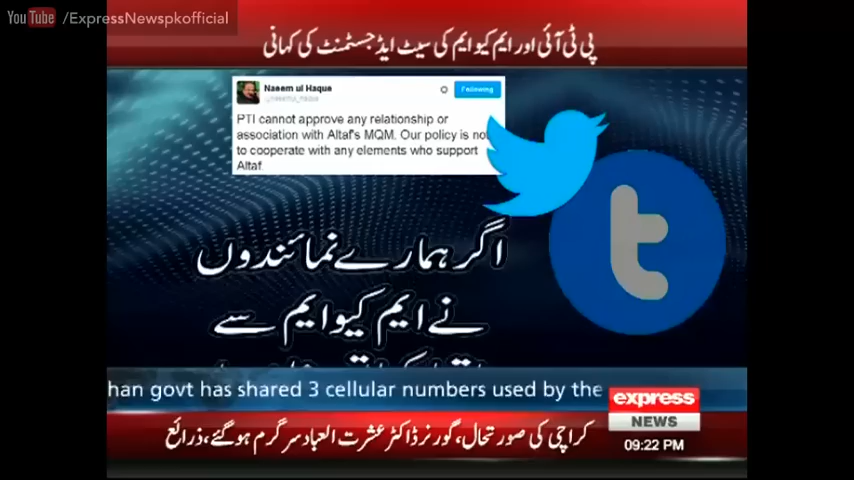 You Tube /ExpressNewspkofficial
پی ٹی آئی اور ایم کیو ایم کی سیٹ ایڈجسٹمنٹ کی کہانی
Naeem ul Haque
Following
PTI cannot approve any relationship or
association with Altaf's MQM. Our policy is not
to cooperate with any elements who support
Altaf.
t
اگر ہمارے نمائندوں
نے ایم کیو ایم سے
han govt has shared 3 cellular numbers used by the
express
NEWS
09:22 PM
کراچی کی صورتحال، گورنر ڈاکٹر عشرت العباد سرگرم ہوگئے، ذرائع